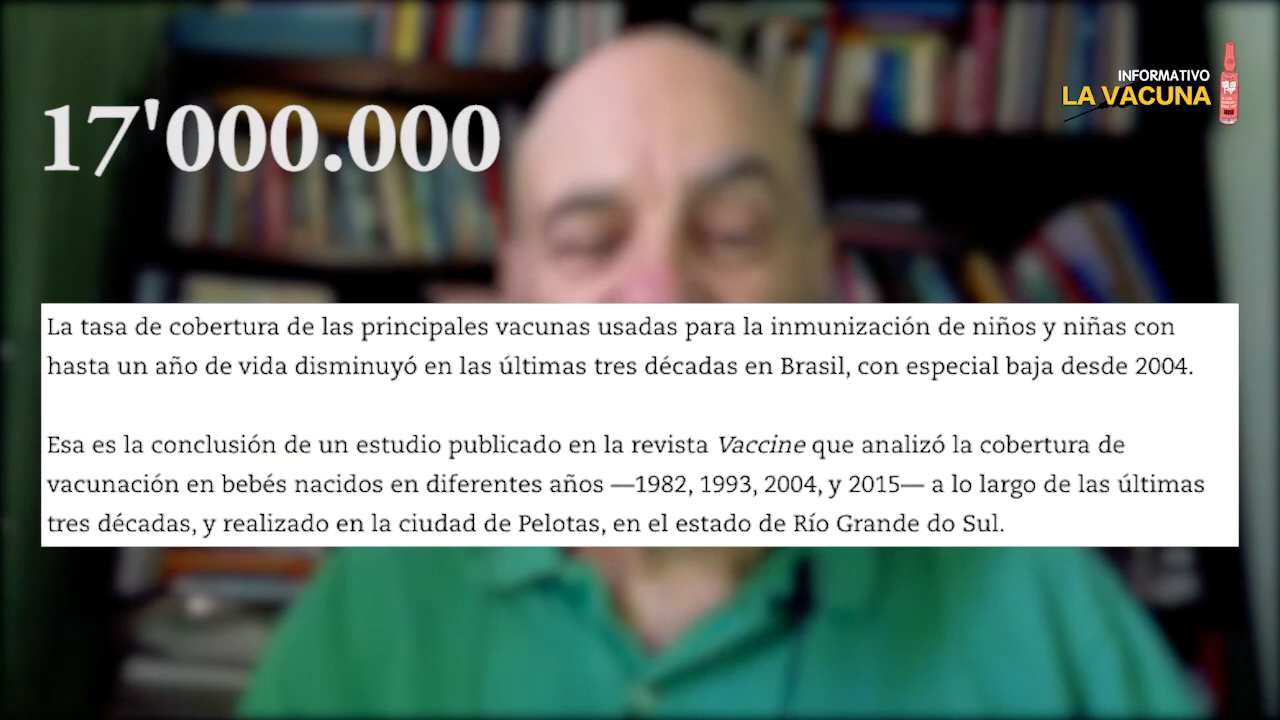 INFORMATIVO
LA VACUNA
17'000.000
La tasa de cobertura de las principales vacunas usadas para la inmunización de niños y niñas con
hasta un año de vida disminuyó en las últimas tres décadas en Brasil, con especial baja desde 2004.
Esa es la conclusión de un estudio publicado en la revista Vaccine que analizó la cobertura de
vacunación en bebés nacidos en diferentes años —1982, 1993, 2004, y 2015— a lo largo de las últimas
tres décadas, y realizado en la ciudad de Pelotas, en el estado de Río Grande do Sul.